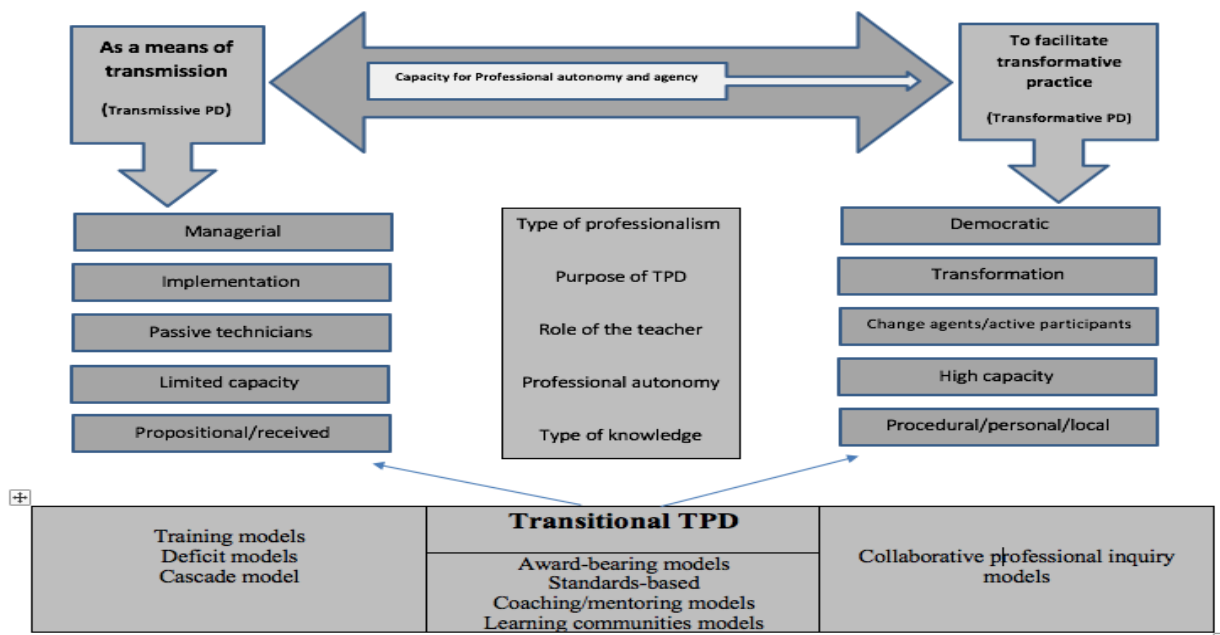 As a means of
transmission
(Transmissive PD)
Capacity for Professional autonomy and agency
To facilitate
transformative
practice
(Transformative PD)
Managerial
Type of professionalism
Democratic
Implementation
Purpose of TPD
Transformation
Passive technicians
Role of the teacher
Change agents/active participants
Limited capacity
Professional autonomy
High capacity
Propositional/received
Type of knowledge
Procedural/personal/local
Training models
Deficit models
Cascade model
Transitional TPD
Award-bearing models
Standards-based
Coaching/mentoring models
Learning communities models
Collaborative professional inquiry
models